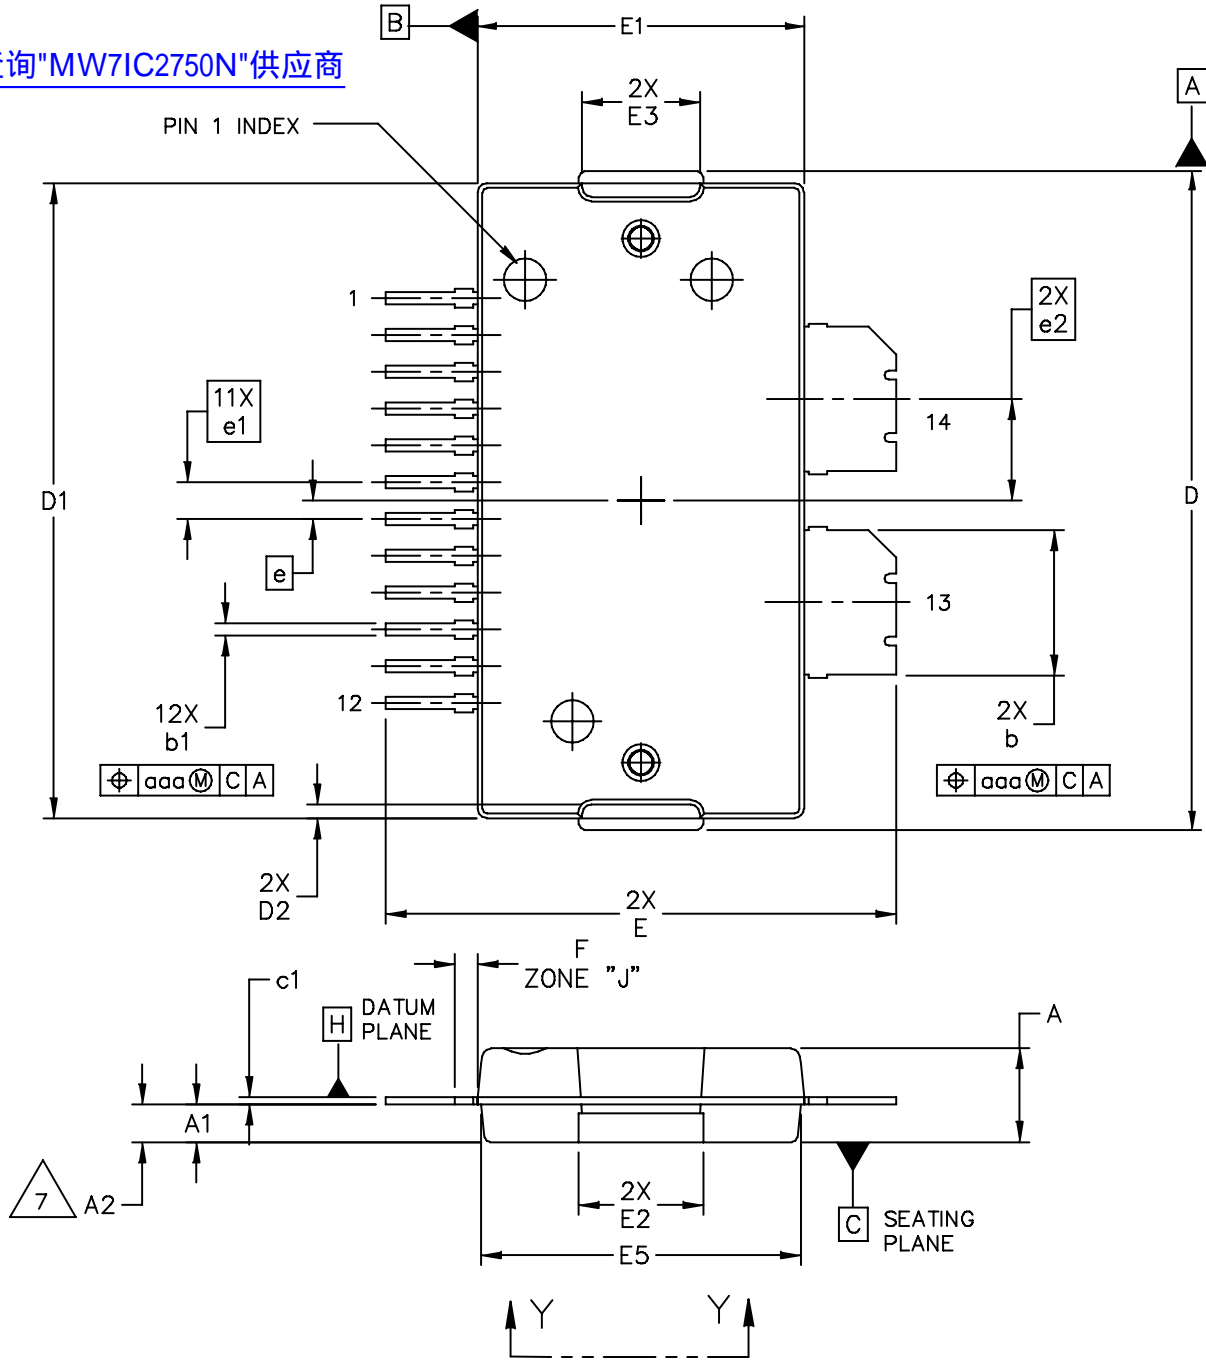 B
E1
询"MW7IC2750N"供应商
2X
E3
A
PIN 1 INDEX
1
2X
e2
11X
e1
14
D1
D
e
13
12
12X
b1
2X
b
⌖ aaa Ⓜ C A
⌖ aaa Ⓜ C A
2X
D2
2X
E
F
ZONE "J"
c1
H
DATUM
PLANE
A
A1
7
A2
2X
E2
C
SEATING
PLANE
E5
Y
Y